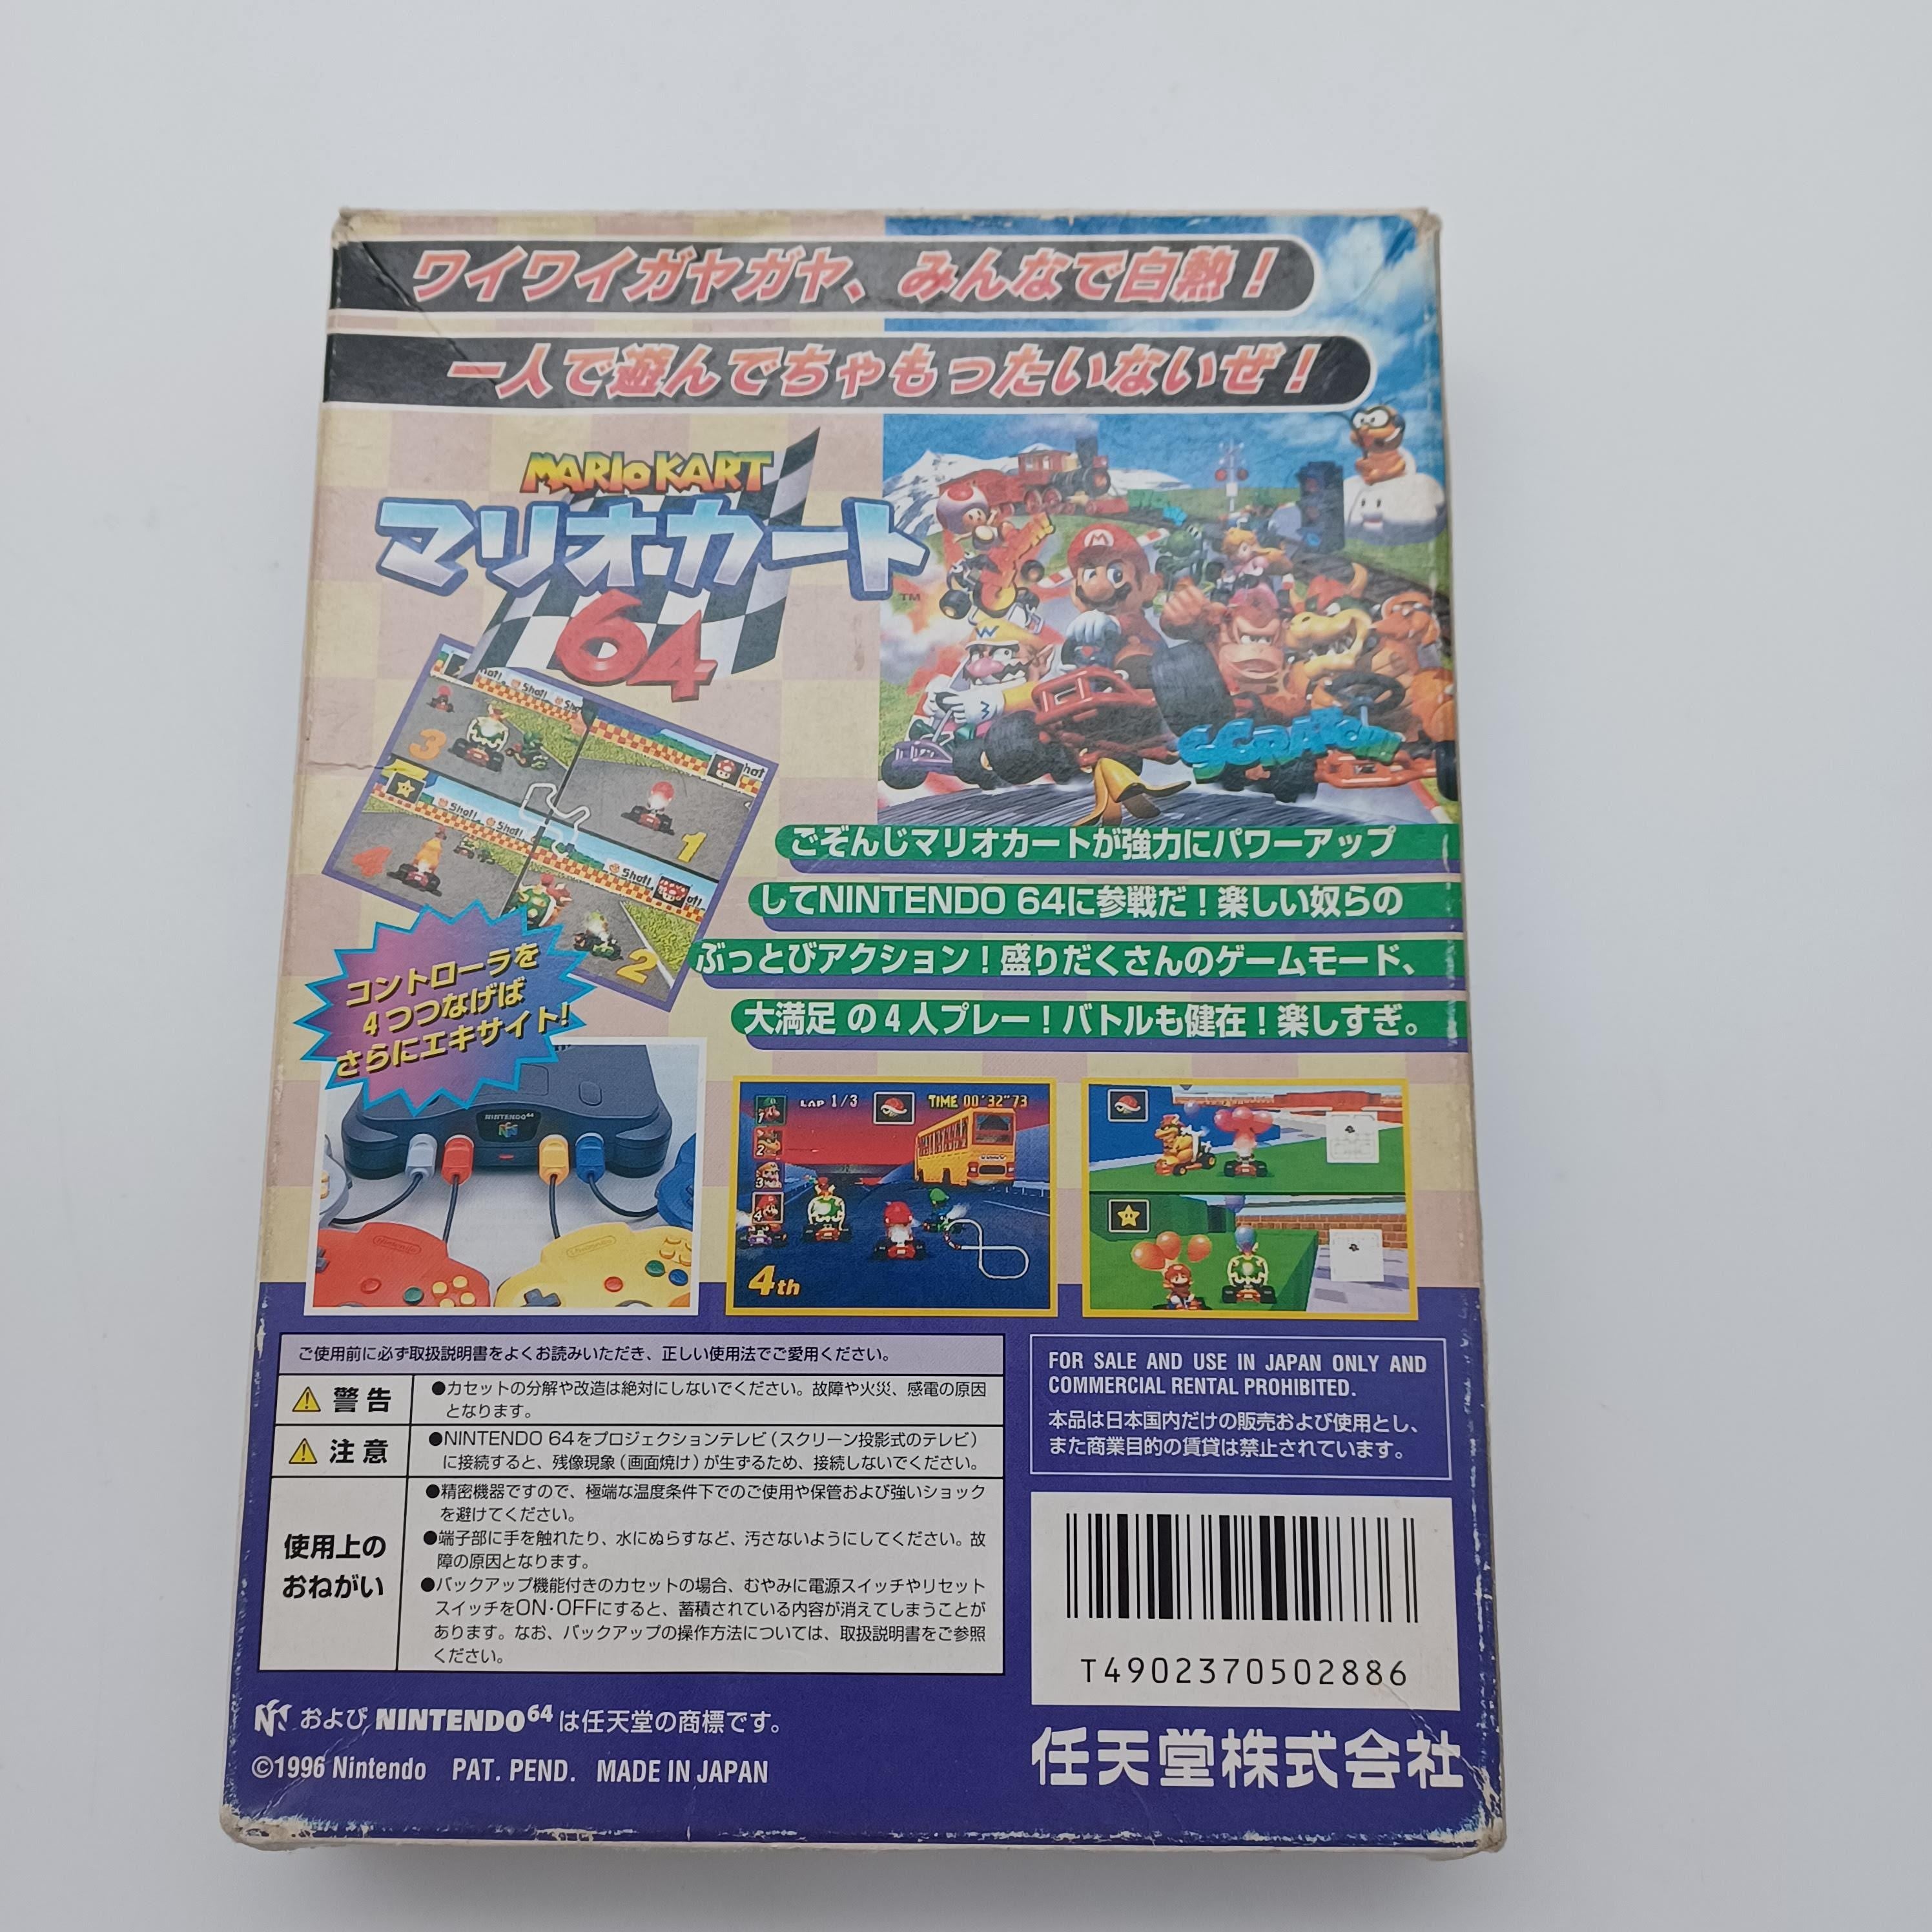 ワイワイガヤガヤ、みんなで白熱！
一人で遊んでちゃもったいないぜ！
MARIO KART
マリオカート
64
TM
SCRATCH!!
3
1
4
2
Shot!
Shot!
Shot!
Shot!
コントローラを
4つつなげば
さらにエキサイト！
ごぞんじマリオカートが強力にパワーアップ
してNINTENDO 64に参戦だ！楽しい奴らの
ぶっとびアクション！盛りだくさんのゲームモード、
大満足 の4人プレー！バトルも健在！楽しすぎ。
NINTENDO64
LAP 1/3
TIME 00'32"73
1
2
3
4
4th
ご使用前に必ず取扱説明書をよくお読みいただき、正しい使用法でご愛用ください。
警告
●カセットの分解や改造は絶対にしないでください。故障や火災、感電の原因
となります。
注意
●NINTENDO 64をプロジェクションテレビ（スクリーン投影式のテレビ）
に接続すると、残像現象（画面焼け）が生ずるため、接続しないでください。
使用上の
おねがい
●精密機器ですので、極端な温度条件下でのご使用や保管および強いショック
を避けてください。
●端子部に手を触れたり、水にぬらすなど、汚さないようにしてください。故
障の原因となります。
●バックアップ機能付きのカセットの場合、むやみに電源スイッチやリセット
スイッチをON・OFFにすると、蓄積されている内容が消えてしまうことが
あります。なお、バックアップの操作方法については、取扱説明書をご参照
ください。
FOR SALE AND USE IN JAPAN ONLY AND
COMMERCIAL RENTAL PROHIBITED.
本品は日本国内だけの販売および使用とし、
また商業目的の賃貸は禁止されています。
T4902370502886
および NINTENDO64 は任天堂の商標です。
©1996 Nintendo PAT. PEND. MADE IN JAPAN
任天堂株式会社